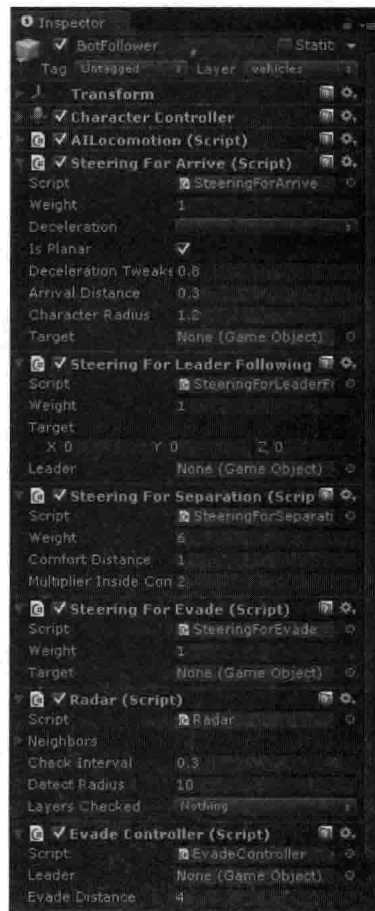 Inspector
BotFollower Static
Tag Untagged Layer vehicles
Transform
Character Controller
AILocomotion (Script)
Steering For Arrive (Script)
Script SteeringForArrive
Weight 1
Deceleration
Is Planar
Deceleration Tweake 0.8
Arrival Distance 0.3
Character Radius 1.2
Target None (Game Object)
Steering For Leader Following
Script SteeringForLeaderF
Weight 1
Target
X 0 Y 0 Z 0
Leader None (Game Object)
Steering For Separation (Scrip
Script SteeringForSeparati
Weight 6
Comfort Distance 1
Multiplier Inside Com 2
Steering For Evade (Script)
Script SteeringForEvade
Weight 1
Target None (Game Object)
Radar (Script)
Script Radar
Neighbors
Check Interval 0.3
Detect Radius 10
Layers Checked Nothing
Evade Controller (Script)
Script EvadeController
Leader None (Game Object)
Evade Distance 4